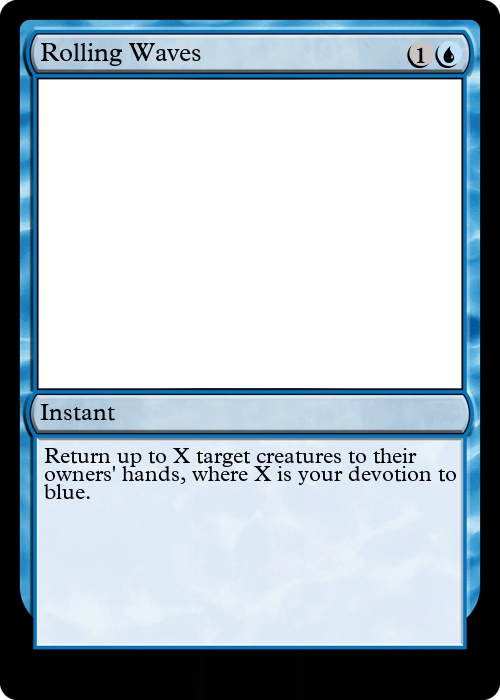 Rolling Waves 1
Instant
Return up to X target creatures to their
owners' hands, where X is your devotion to
blue.